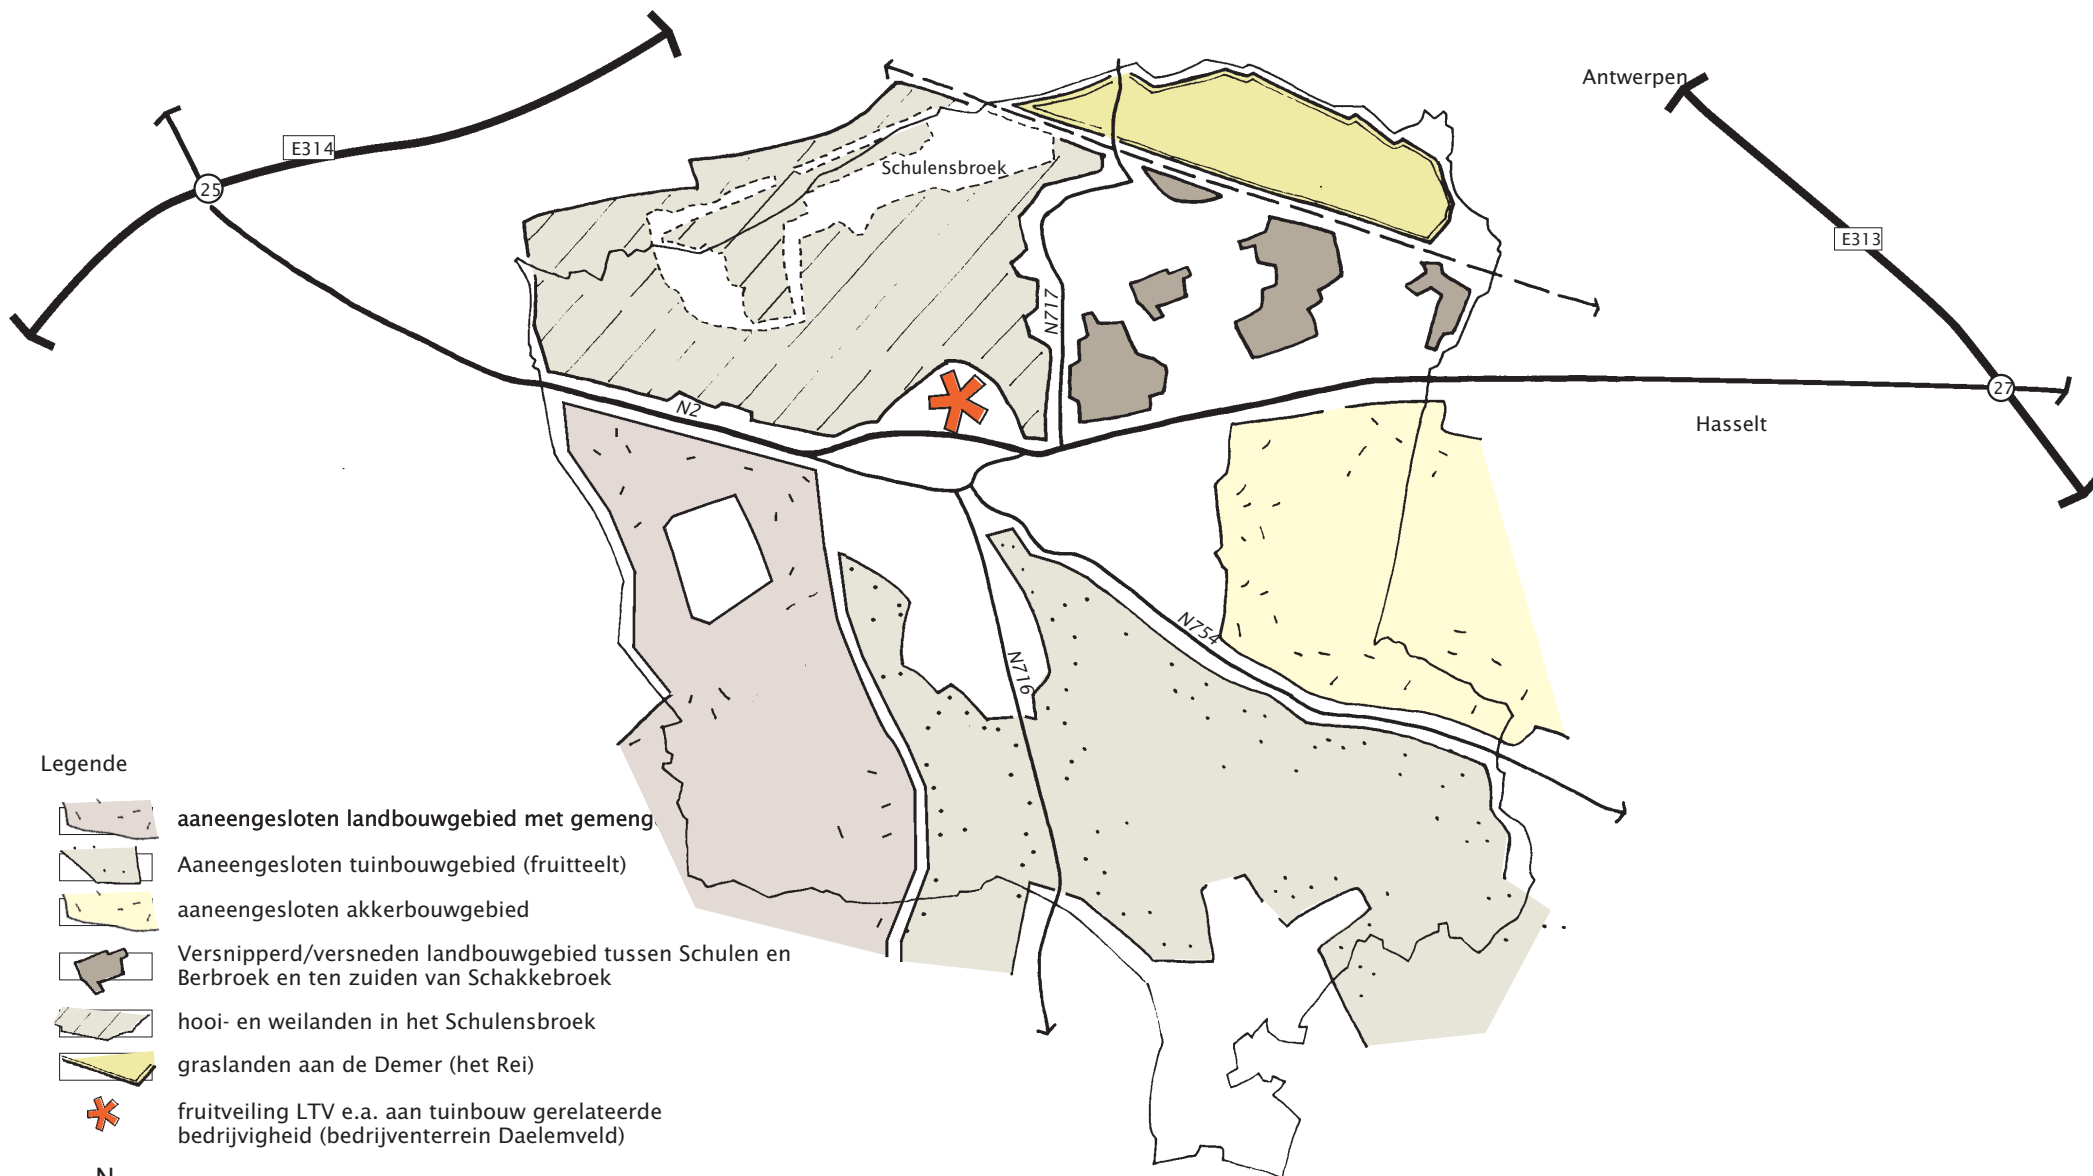 Antwerpen
E314
25
Schulensbroek
E313
N717
27
N2
Hasselt
N754
N716
Legende
aaneengesloten landbouwgebied met gemeng
Aaneengesloten tuinbouwgebied (fruitteelt)
aaneengesloten akkerbouwgebied
Versnipperd/versneden landbouwgebied tussen Schulen en
Berbroek en ten zuiden van Schakkebroek
hooi- en weilanden in het Schulensbroek
graslanden aan de Demer (het Rei)
fruitveiling LTV e.a. aan tuinbouw gerelateerde
bedrijvigheid (bedrijventerrein Daelemveld)
N